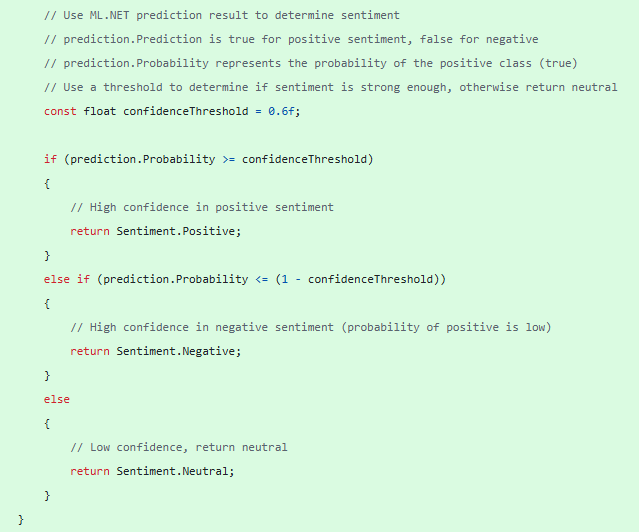 // Use ML.NET prediction result to determine sentiment
// prediction.Prediction is true for positive sentiment, false for negative
// prediction.Probability represents the probability of the positive class (true)
// Use a threshold to determine if sentiment is strong enough, otherwise return neutral
const float confidenceThreshold = 0.6f;
if (prediction.Probability >= confidenceThreshold)
{
// High confidence in positive sentiment
return Sentiment.Positive;
}
else if (prediction.Probability <= (1 - confidenceThreshold))
{
// High confidence in negative sentiment (probability of positive is low)
return Sentiment.Negative;
}
else
{
// Low confidence, return neutral
return Sentiment.Neutral;
}
}